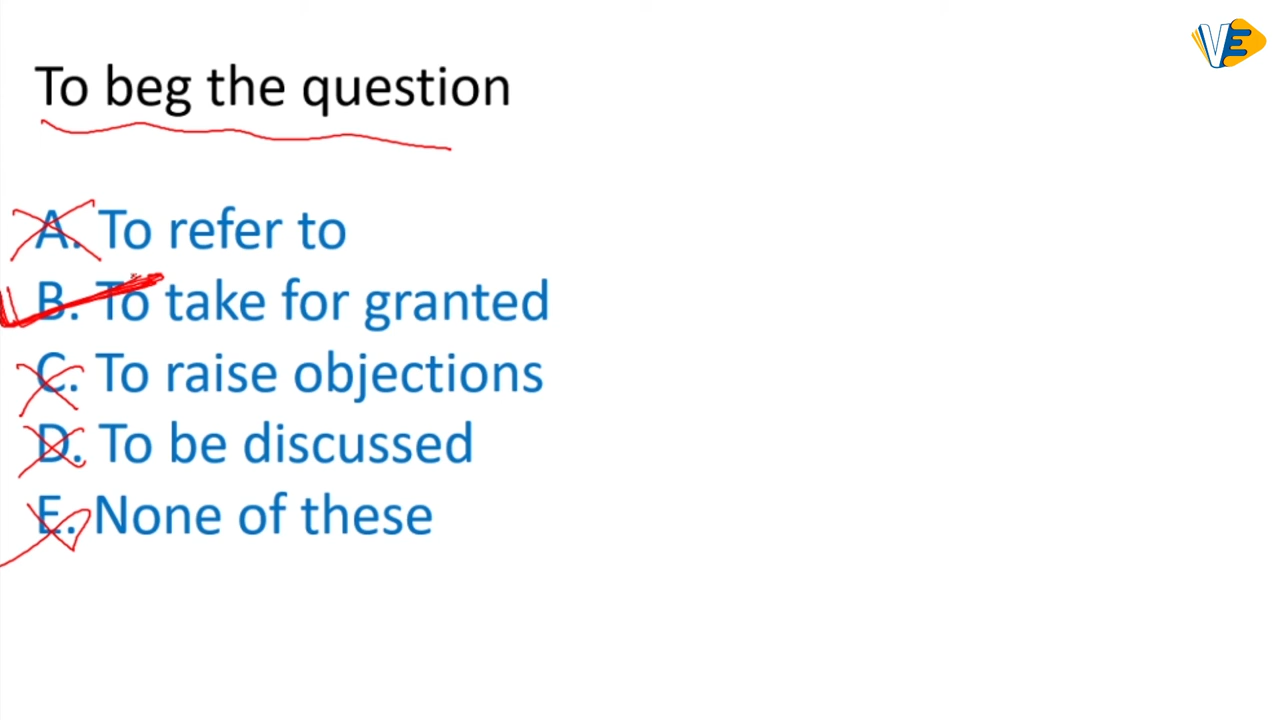 VE
To beg the question
A. To refer to
B. To take for granted
C. To raise objections
D. To be discussed
E. None of these